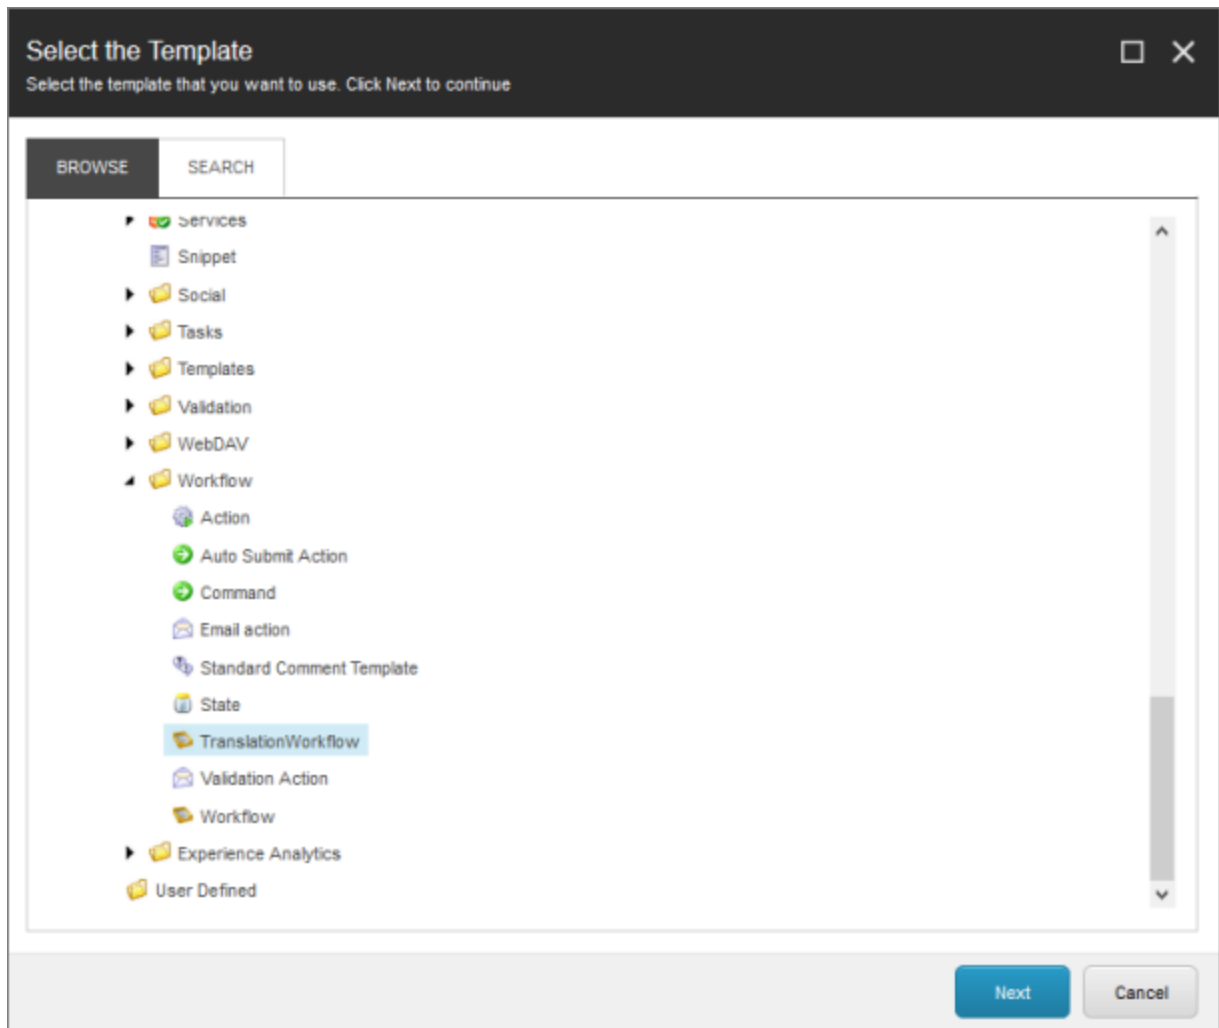 Select the Template
Select the template that you want to use. Click Next to continue
BROWSE
SEARCH
Services
Snippet
Social
Tasks
Templates
Validation
WebDAV
Workflow
Action
Auto Submit Action
Command
Email action
Standard Comment Template
State
TranslationWorkflow
Validation Action
Workflow
Experience Analytics
User Defined
Next
Cancel